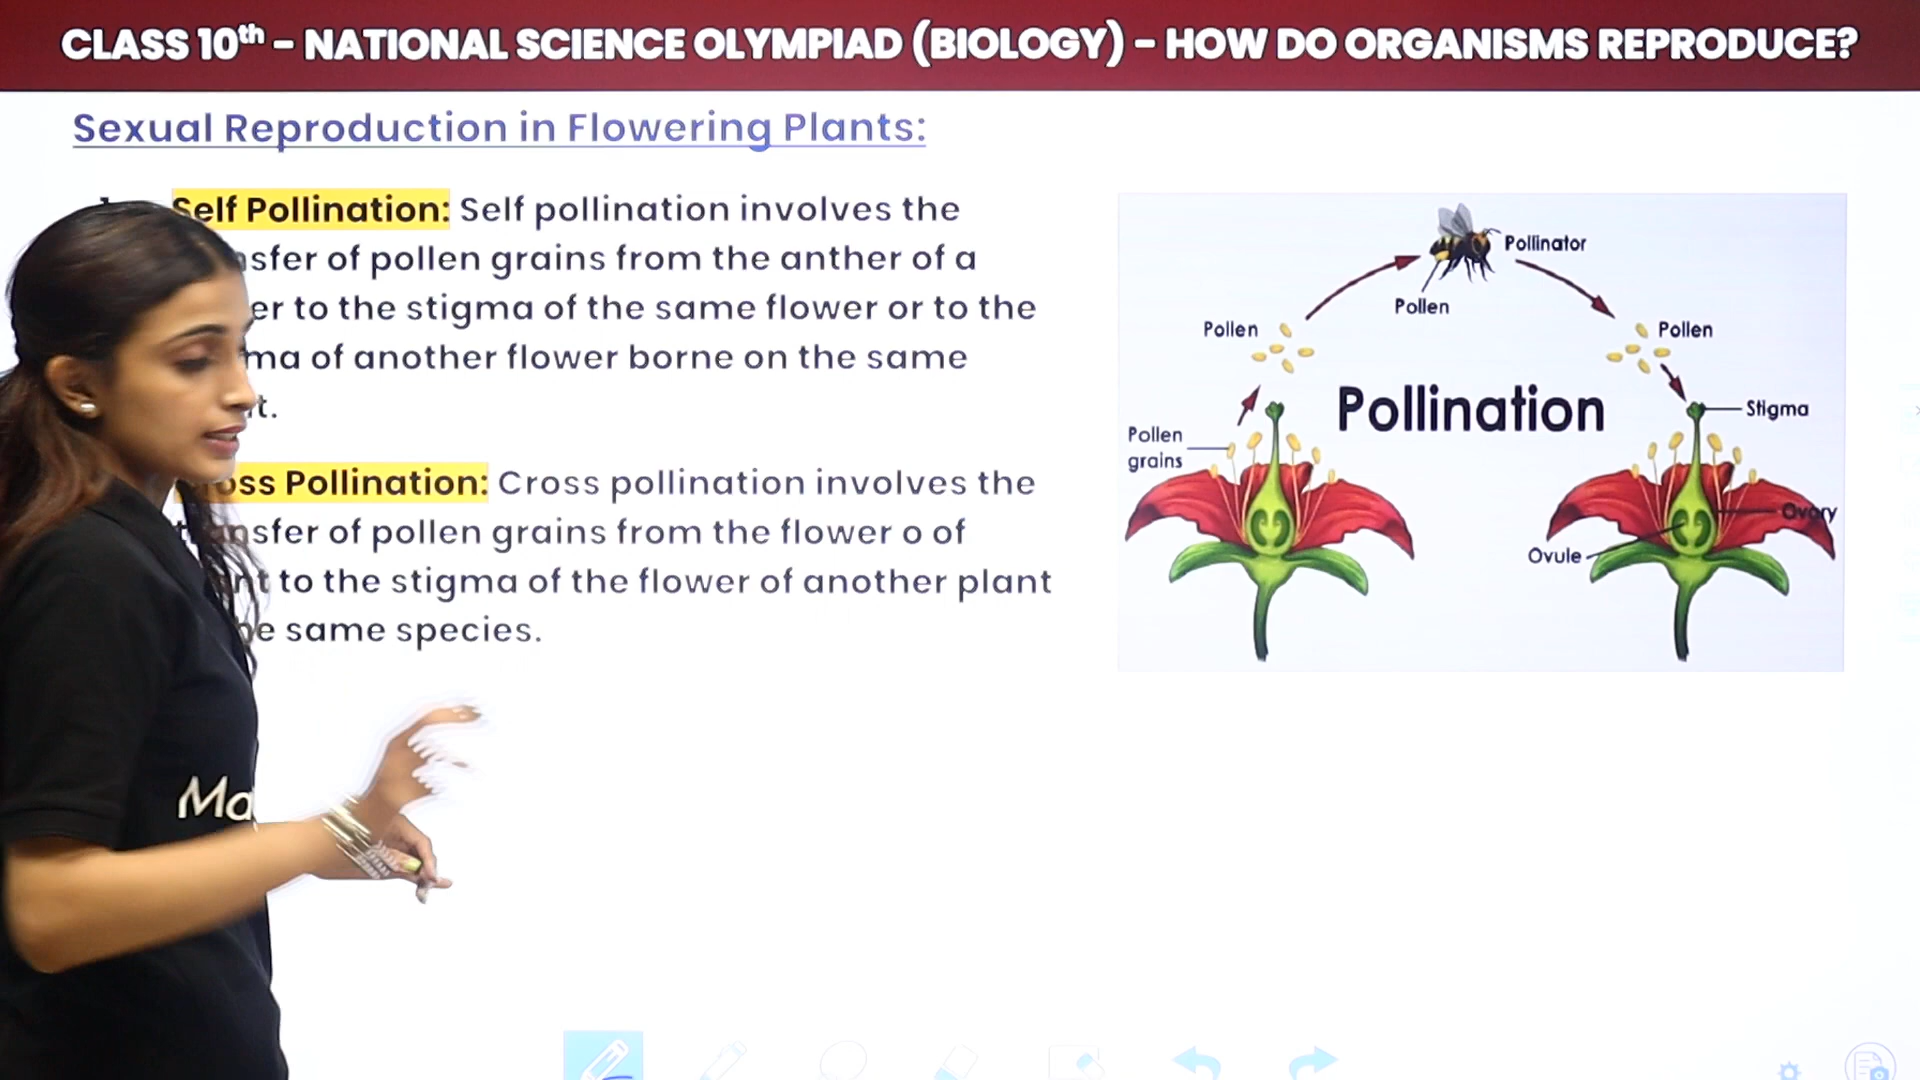 CLASS 10th - NATIONAL SCIENCE OLYMPIAD (BIOLOGY) - HOW DO ORGANISMS REPRODUCE?
Sexual Reproduction in Flowering Plants:
Self Pollination: Self pollination involves the
sfer of pollen grains from the anther of a
er to the stigma of the same flower or to the
ma of another flower borne on the same
t.
oss Pollination: Cross pollination involves the
nsfer of pollen grains from the flower o of
nt to the stigma of the flower of another plant
he same species.
Pollinator
Pollen
Pollen
Pollen
Pollination
Stigma
Pollen
grains
Ovary
Ovule
Ma